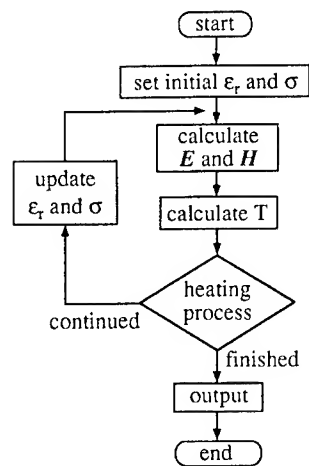 start
set initial εr and σ
calculate
E and H
update
εr and σ
calculate T
heating
process
continued
finished
output
end